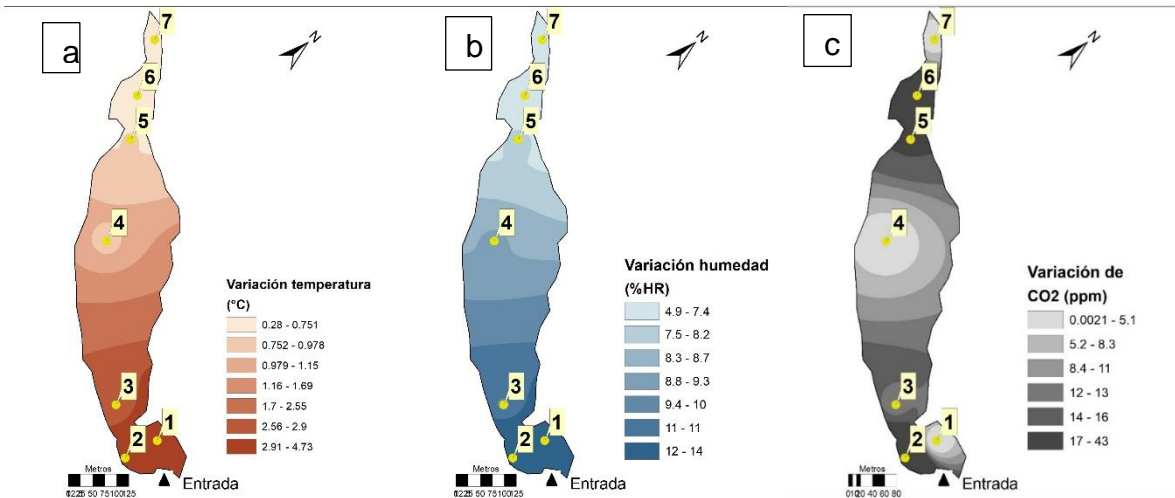 a
7
6
5
4
3
2
1
N
Variación temperatura
(°C)
0.28 - 0.751
0.752 - 0.978
0.979 - 1.15
1.16 - 1.69
1.7 - 2.55
2.56 - 2.9
2.91 - 4.73
Metros
Entrada
b
7
6
5
4
3
2
1
N
Variación humedad
(%HR)
4.9 - 7.4
7.5 - 8.2
8.3 - 8.7
8.8 - 9.3
9.4 - 10
11 - 11
12 - 14
Metros
Entrada
c
7
6
5
4
3
2
1
N
Variación de
CO2 (ppm)
0.0021 - 5.1
5.2 - 8.3
8.4 - 11
12 - 13
14 - 16
17 - 43
Metros
Entrada